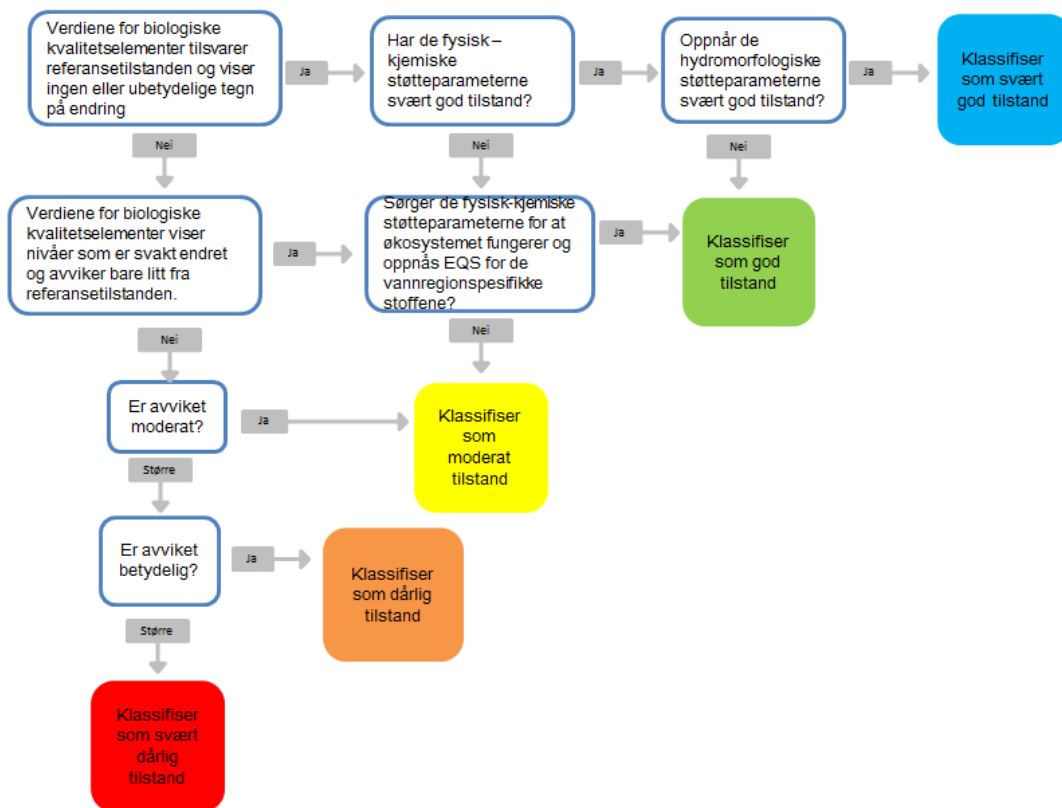 Verdiene for biologiske
kvalitetselementer tilsvarer
referansetilstanden og viser
ingen eller ubetydelige tegn
på endring
Ja
Har de fysisk –
kjemiske
støtteparameterne
svært god tilstand?
Ja
Oppnår de
hydromorfologiske
støtteparameterne
svært god tilstand?
Ja
Klassifiser
som svært
god tilstand
Nei
Nei
Nei
Verdiene for biologiske
kvalitetselementer viser
nivåer som er svakt endret
og avviker bare litt fra
referansetilstanden.
Ja
Sørger de fysisk-kjemiske
støtteparameterne for at
økosystemet fungerer og
oppnås EQS for de
vannregionspesifikke
stoffene?
Ja
Klassifiser
som god
tilstand
Nei
Nei
Er avviket
moderat?
Ja
Klassifiser
som
moderat
tilstand
Større
Er avviket
betydelig?
Ja
Klassifiser
som dårlig
tilstand
Større
Klassifiser
som svært
dårlig
tilstand